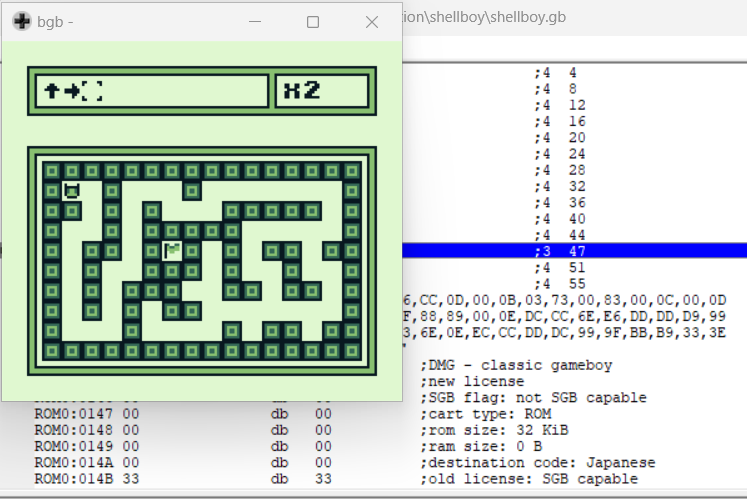 bgb -
tion\shellboy\shellboy.gb
↑→[ ]
x2
;4 4
;4 8
;4 12
;4 16
;4 20
;4 24
;4 28
;4 32
;4 36
;4 40
;4 44
;3 47
;4 51
;4 55
6,CC,0D,00,0B,03,73,00,83,00,0C,00,0D
F,88,89,00,0E,DC,CC,6E,E6,DD,DD,D9,99
3,6E,0E,EC,CC,DD,DC,99,9F,BB,B9,33,3E
"
;DMG - classic gameboy
;new license
;SGB flag: not SGB capable
ROM0:0147 00 db 00 ;cart type: ROM
ROM0:0148 00 db 00 ;rom size: 32 KiB
ROM0:0149 00 db 00 ;ram size: 0 B
ROM0:014A 00 db 00 ;destination code: Japanese
ROM0:014B 33 db 33 ;old license: SGB capable